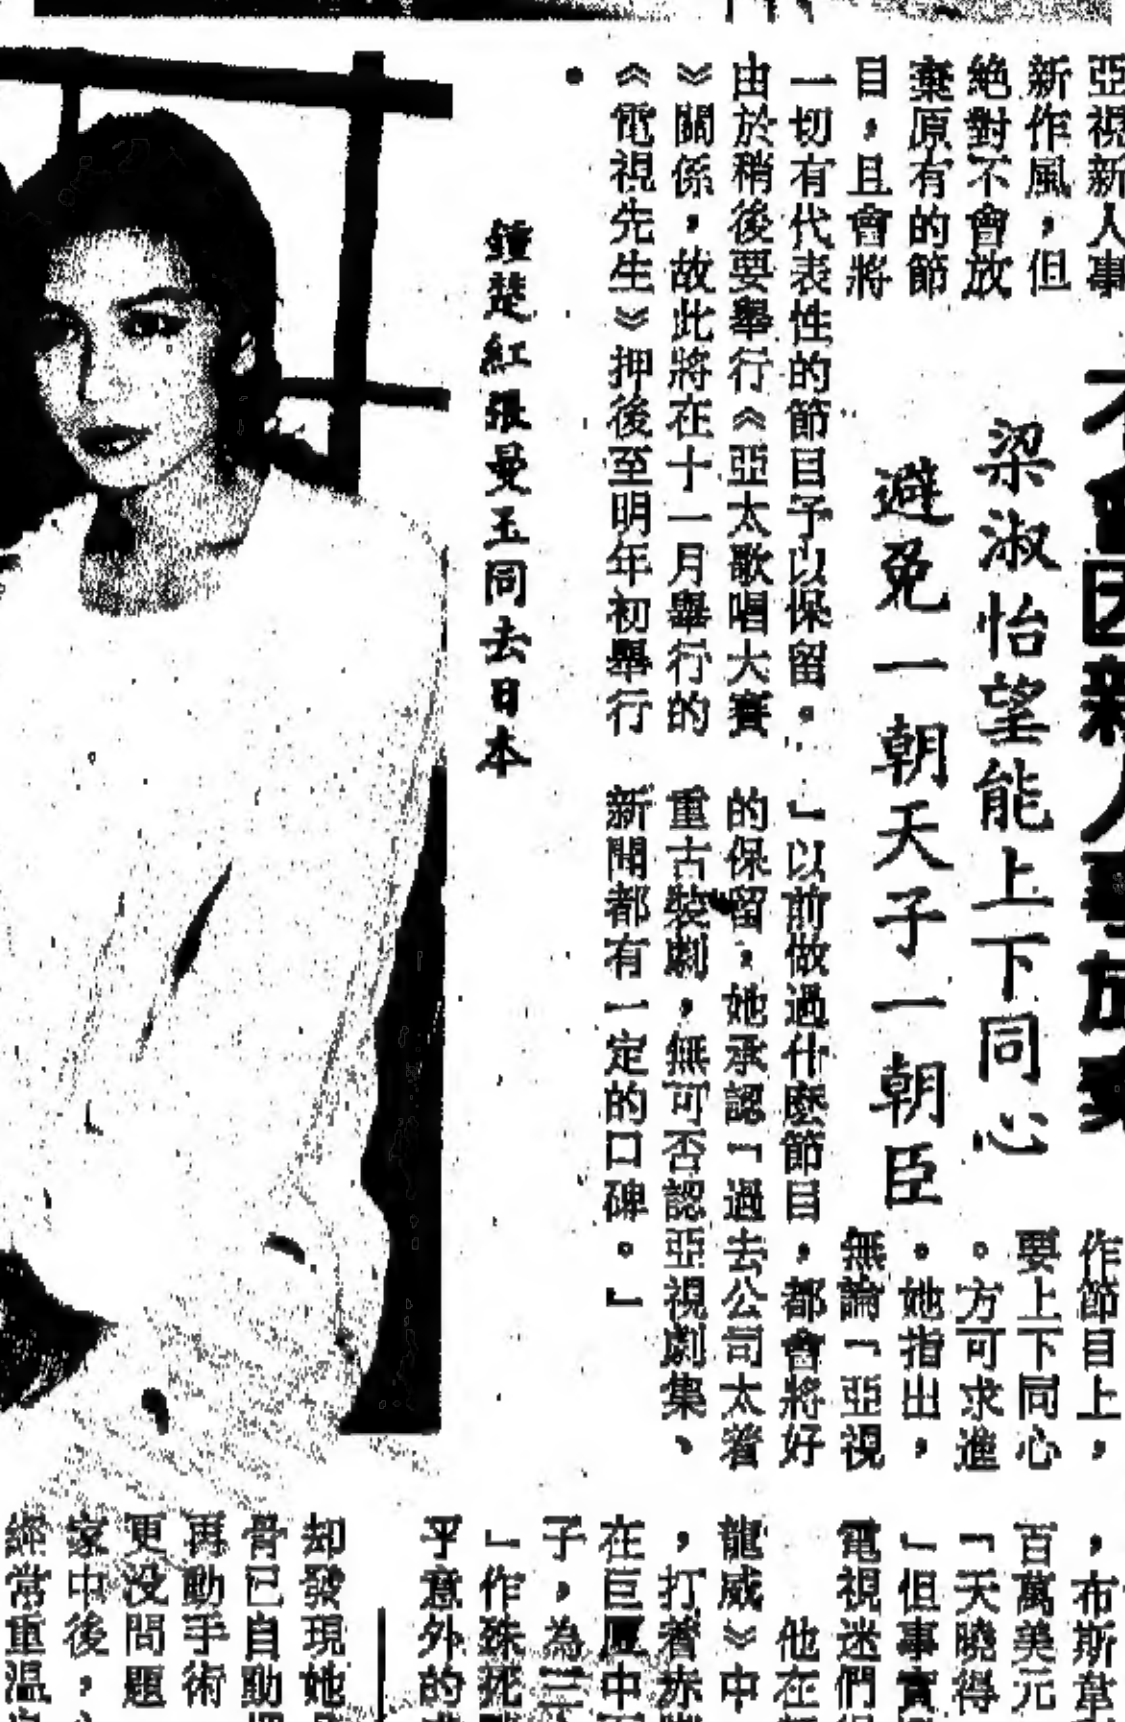 亞視新人事
新作風，但
絕對不會放
棄原有的節
目，且會將
一切有代表性的節目予以保留。
由於稍後要舉行《亞太歌唱大賽
》關係，故此將在十一月舉行的
《電視先生》押後至明年初舉行
。
因新人事放棄
梁淑怡望能上下同心
避免一朝天子一朝臣
作節目上，
要上下同心
。方可求進
。她指出，
無論「亞視
」以前做過什麼節目，都會將好
的保留，她承認「過去公司太着
重古裝劇，無可否認亞視劇集、
新聞都有一定的口碑。」
鍾楚紅張曼玉同去日本
，布斯韋
百萬美元
「天曉得
」但事實
電視迷們
他在
龍威》中
，打着赤
在巨厦中
子，為三
」作殊死
乎意外的
却發現她
骨已自動
再動手術
更没問題
家中後，
經常重溫